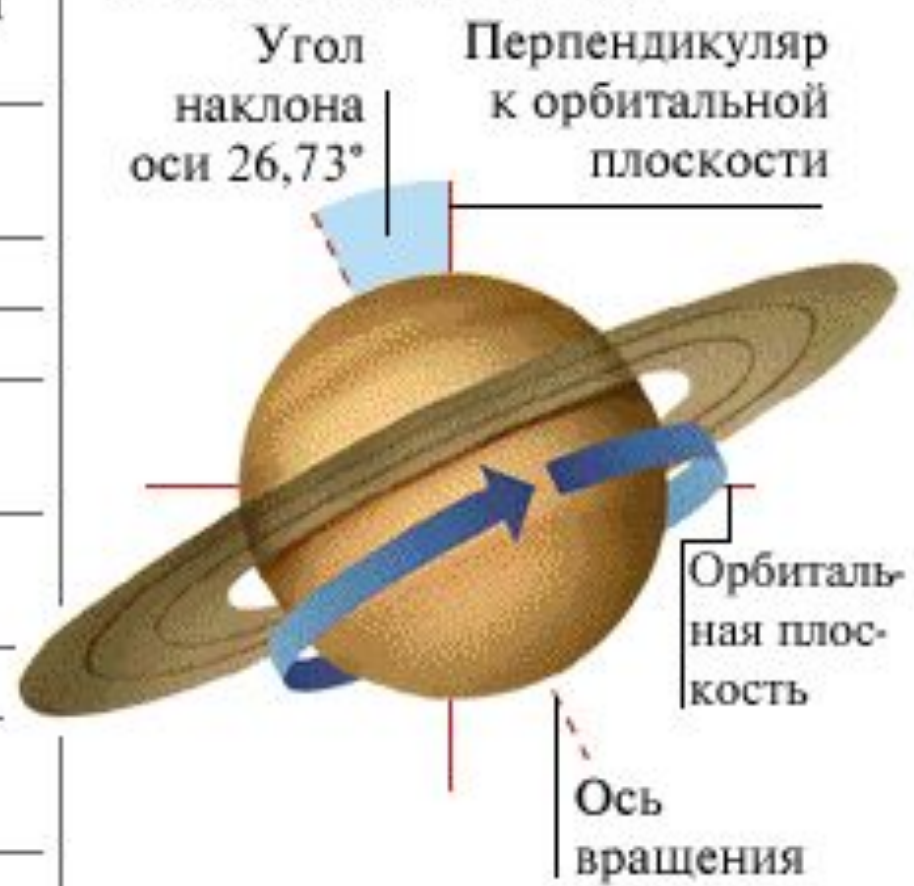 Угол
наклона
оси 26,73°
Перпендикуляр
к орбитальной
плоскости
Орбиталь-
ная плос-
кость
Ось
вращения